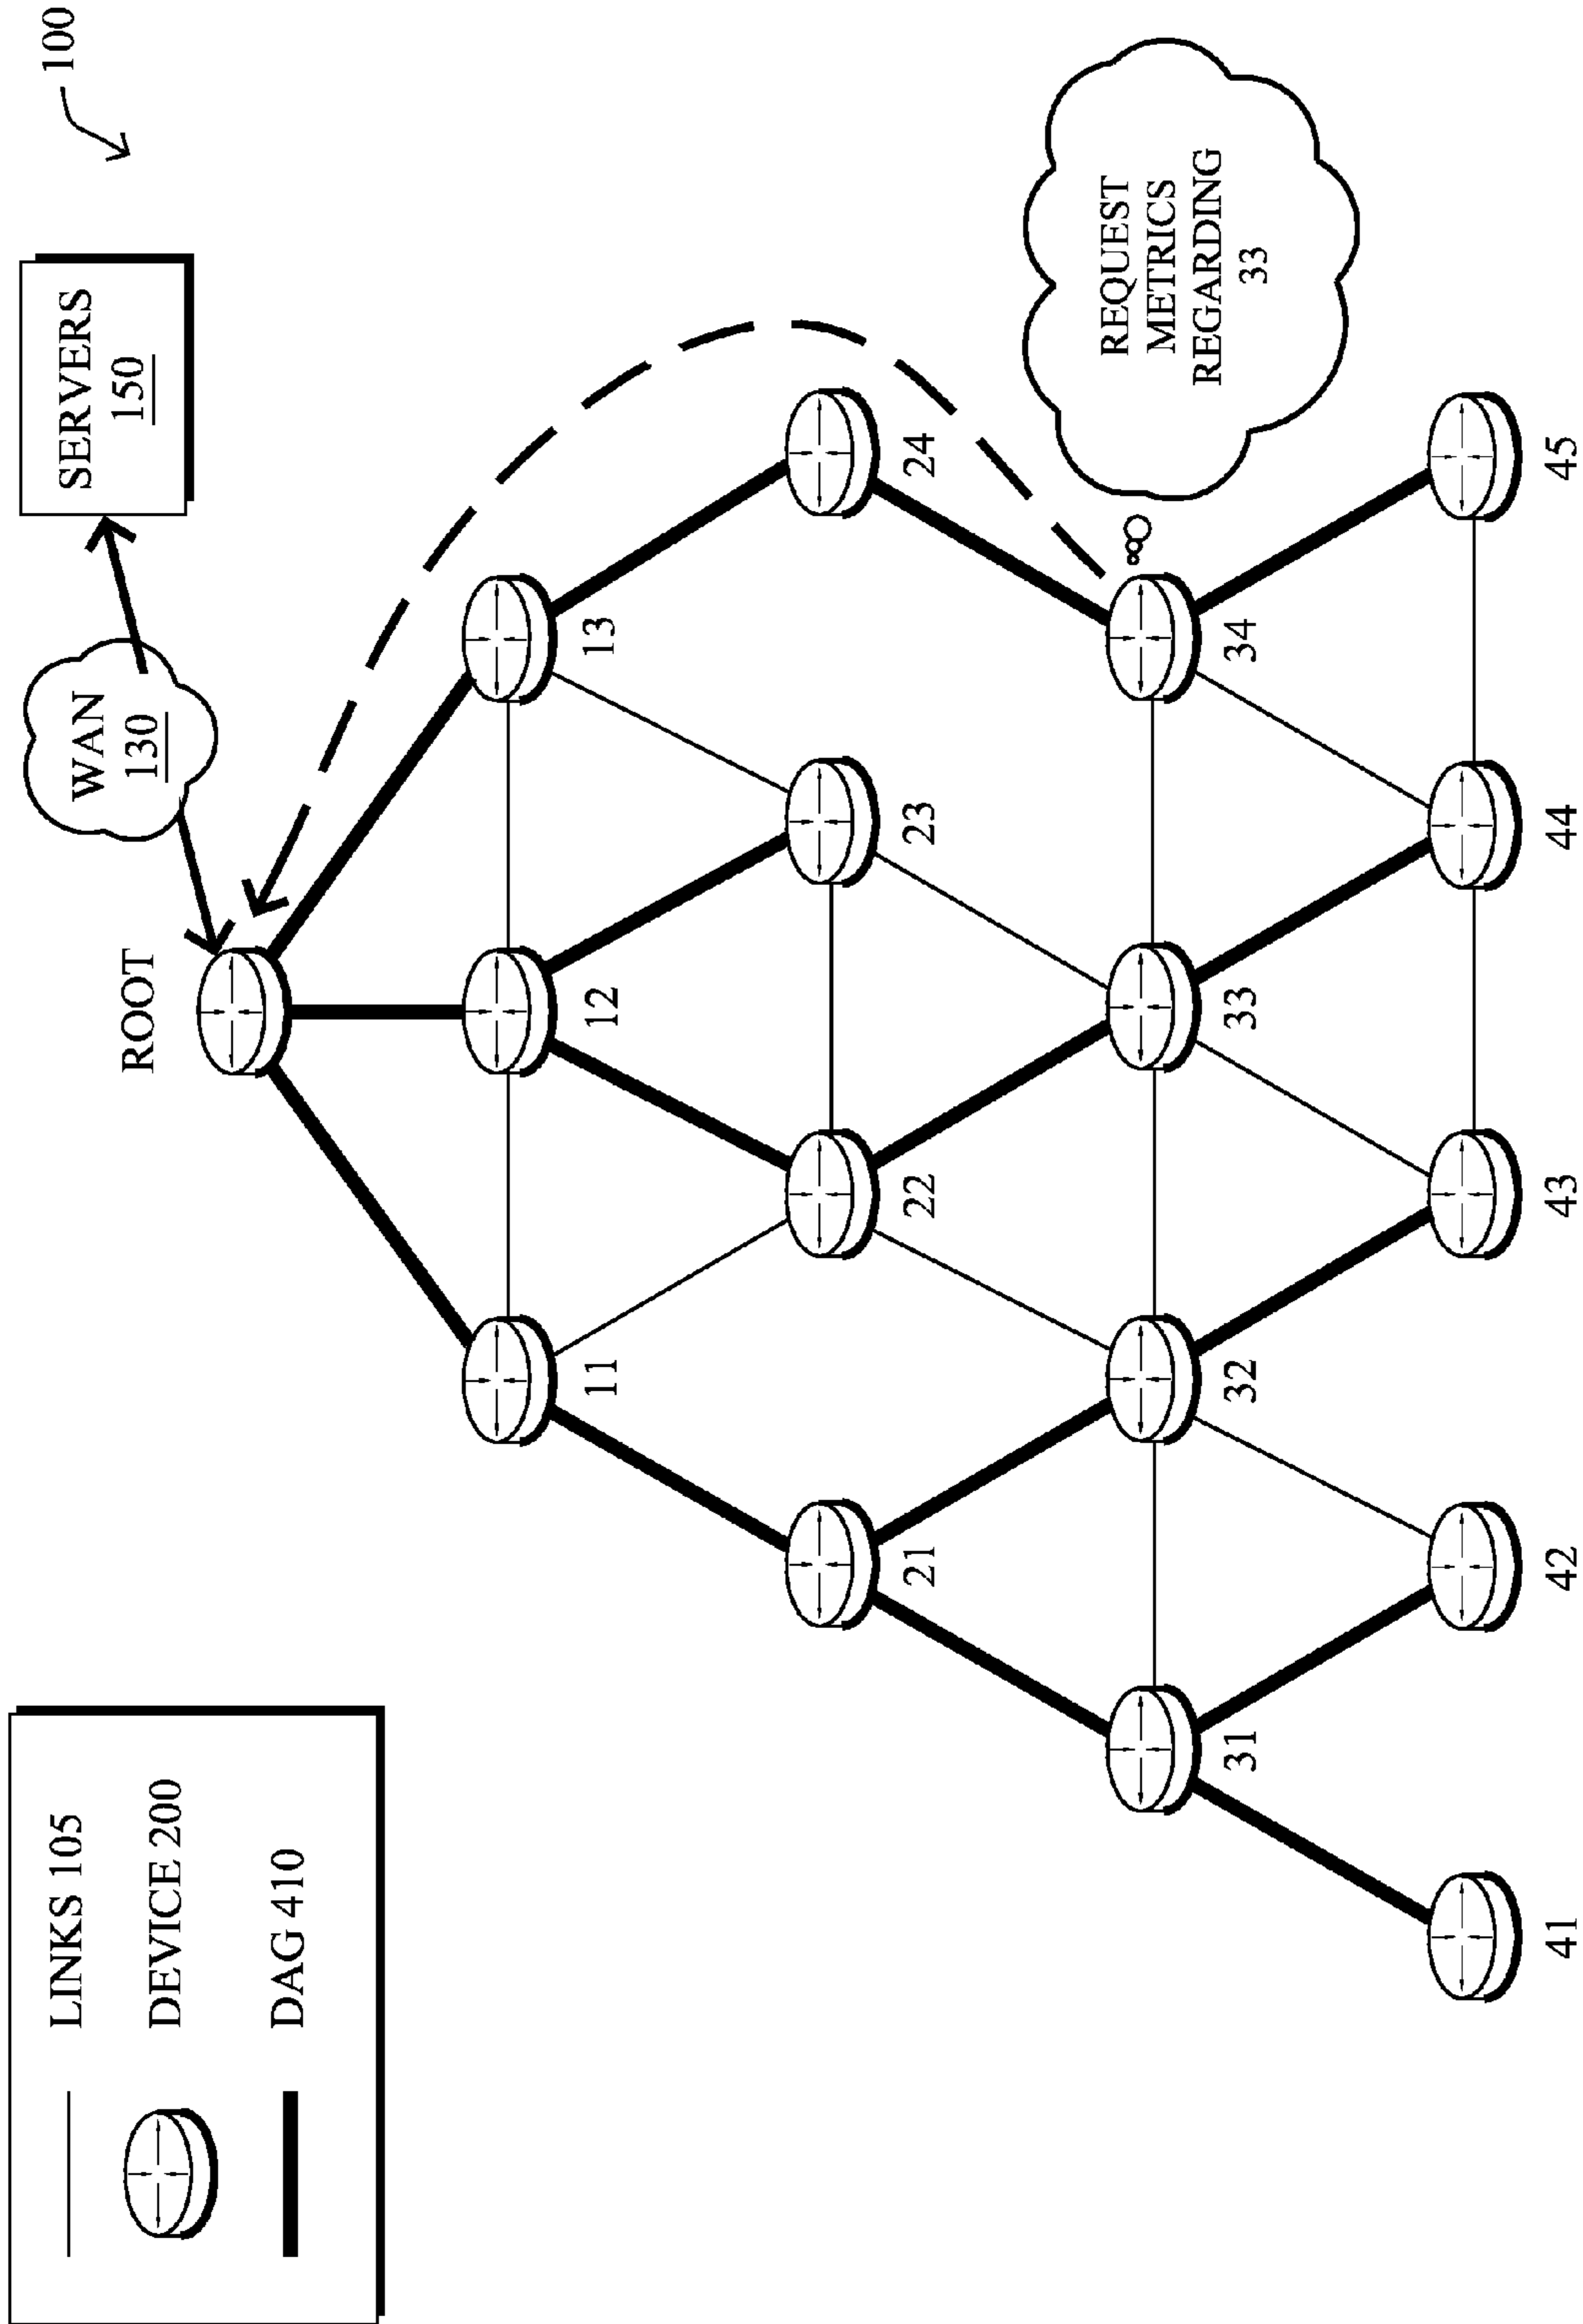 LINKS 105
DEVICE 200
DAG 410
ROOT
WAN
130
SERVERS
150
100
11
12
13
21
22
23
24
31
32
33
34
REQUEST
METRICS
REGARDING
33
41
42
43
44
45